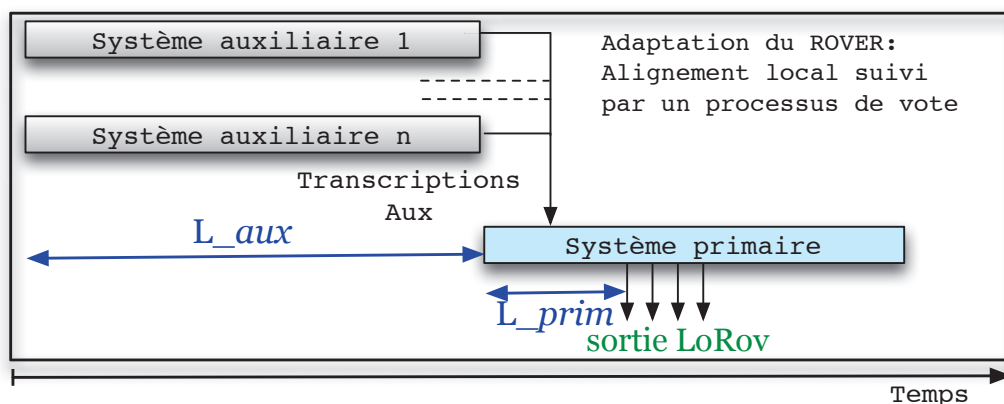 Système auxiliaire 1
Adaptation du ROVER:
Alignement local suivi
par un processus de vote
Système auxiliaire n
Transcriptions
Aux
L_aux
Système primaire
L_prim
sortie LoRov
Temps